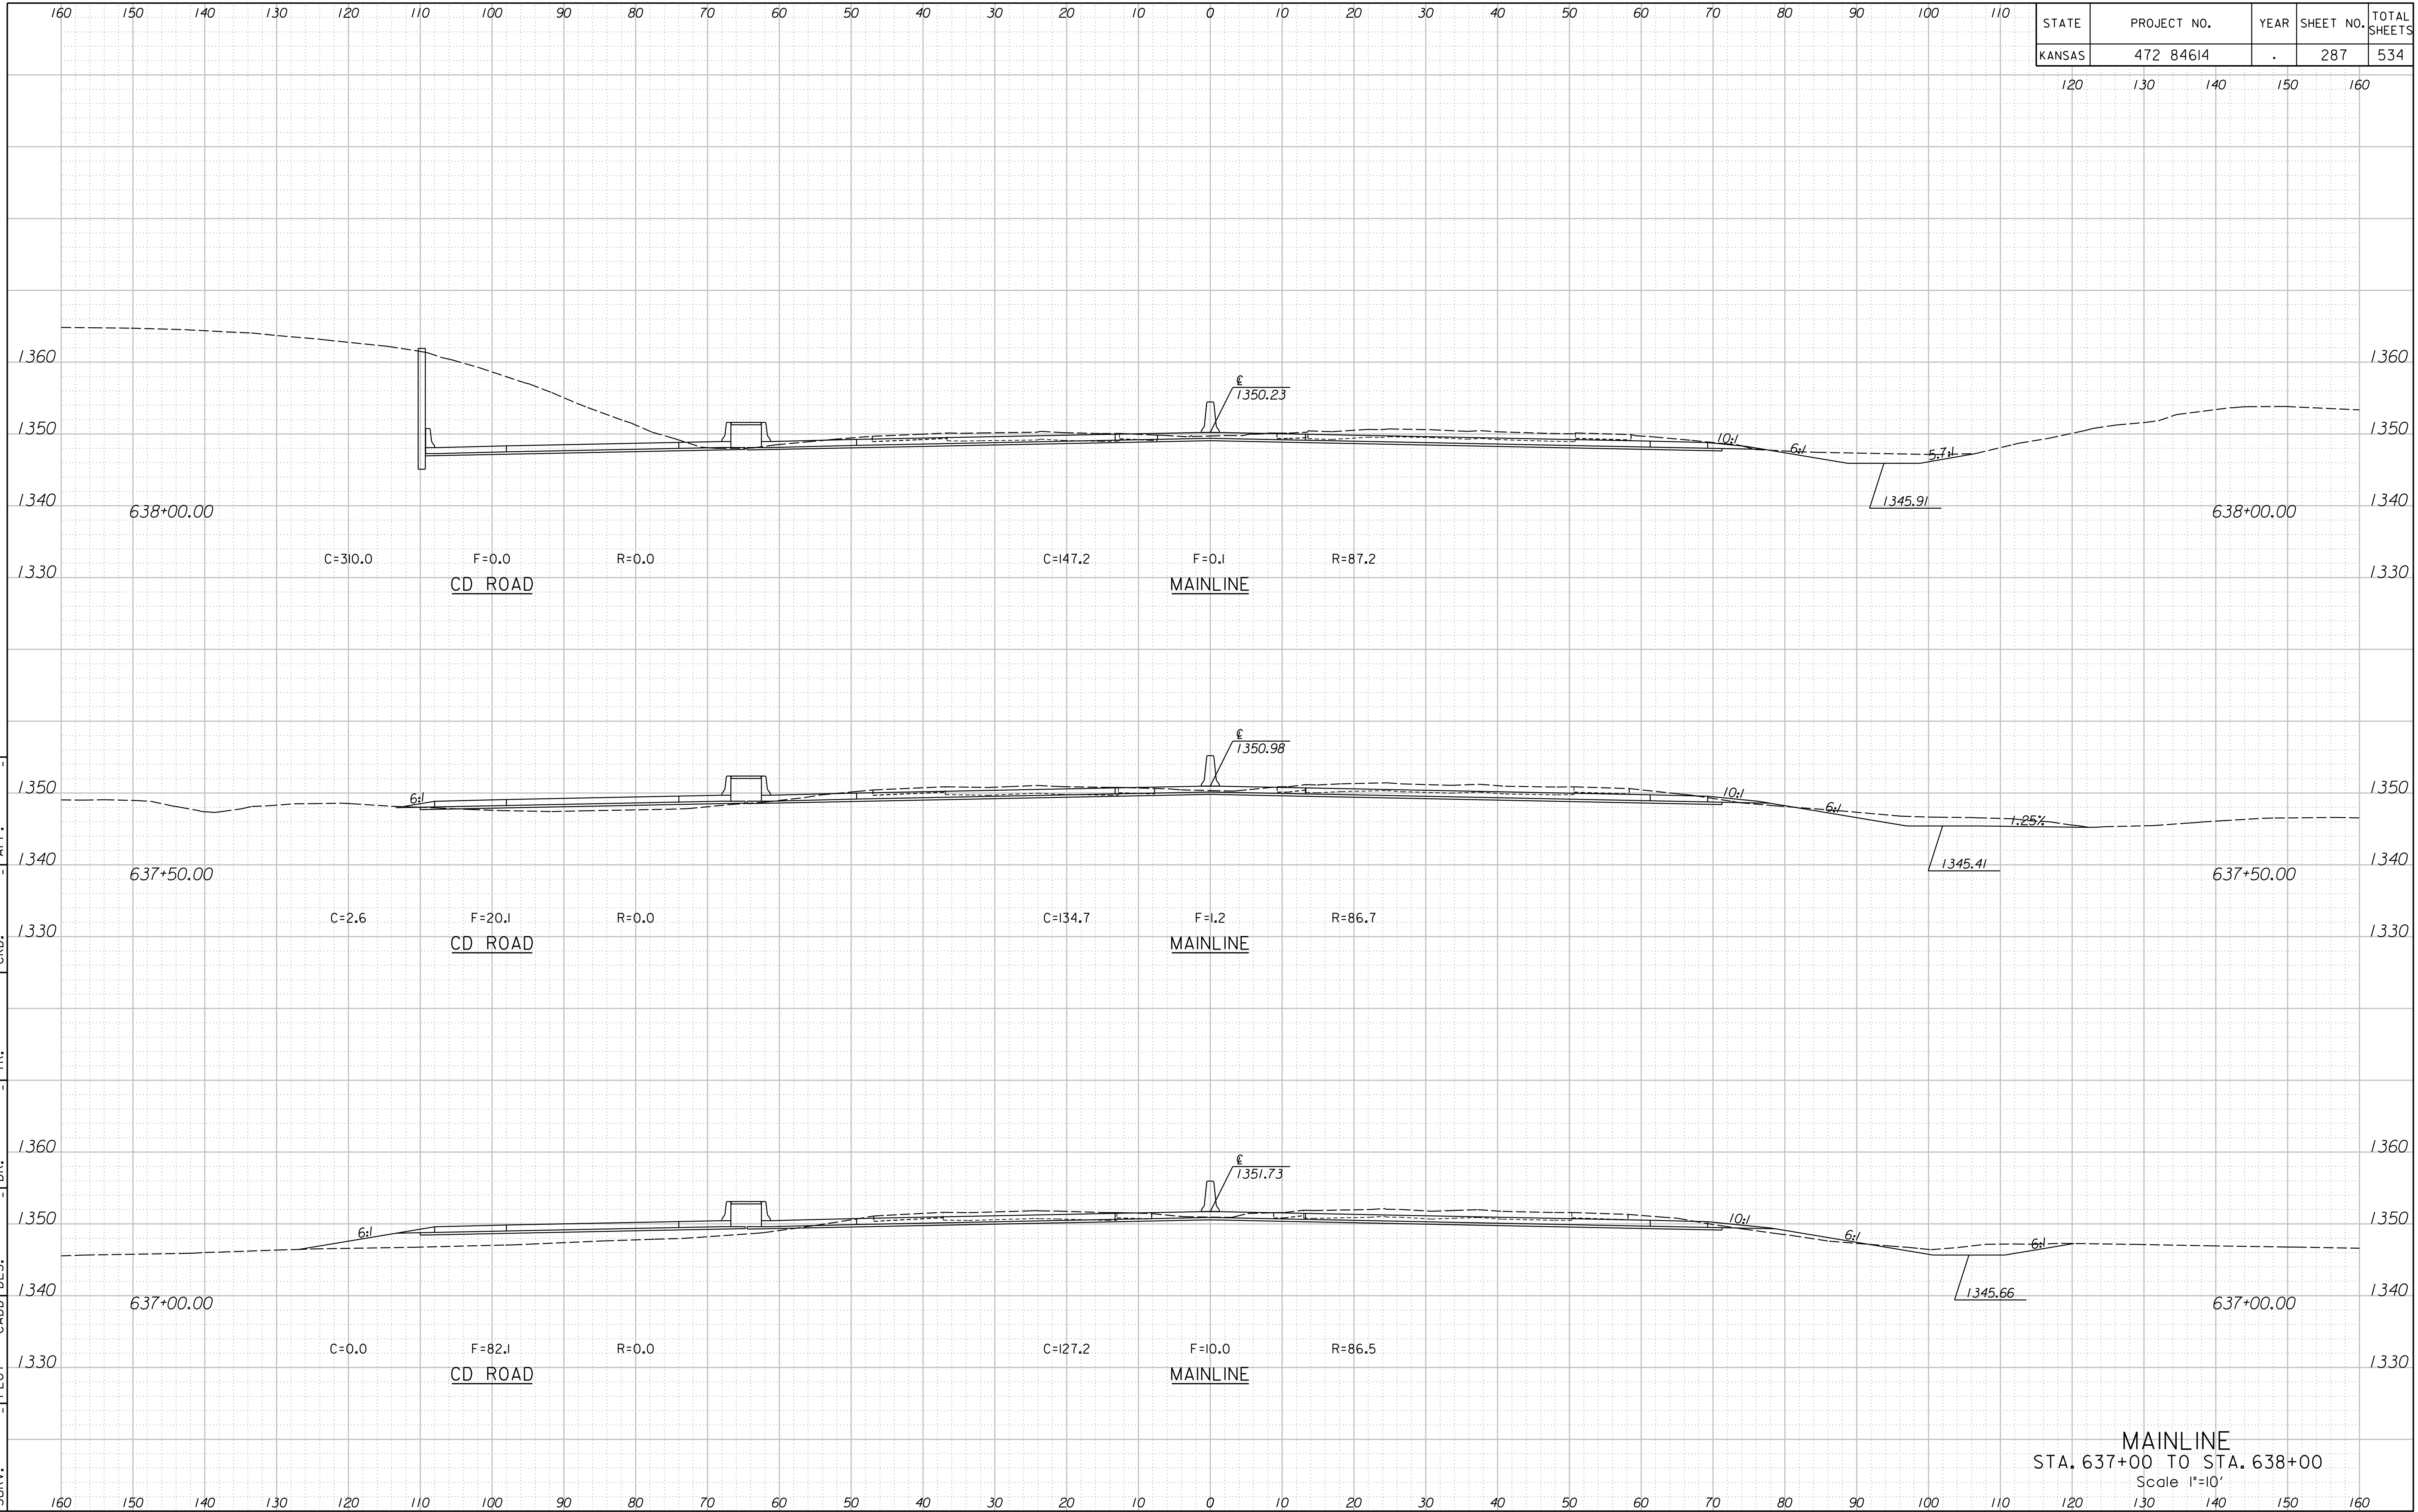 160 150 140 130 120 110 100 90 80 70 60 50 40 30 20 10 0 10 20 30 40 50 60 70 80 90 100 110
STATE PROJECT NO. YEAR SHEET NO. TOTAL SHEETS
KANSAS 472 84614 . 287 534
120 130 140 150 160
1360 1360
℄
1350.23
1350 10:1 6:1 5.7:1 1350
1340 1345.91 1340
638+00.00 638+00.00
C=310.0 F=0.0 R=0.0 C=147.2 F=0.1 R=87.2
1330 CD ROAD MAINLINE 1330
℄
1350.98
1350 6:1 10:1 6:1 1.25% 1350
1340 1345.41 1340
637+50.00 637+50.00
C=2.6 F=20.1 R=0.0 C=134.7 F=1.2 R=86.7
1330 CD ROAD MAINLINE 1330
1360 1360
℄
1351.73
1350 6:1 10:1 6:1 6:1 1350
1340 1345.66 1340
637+00.00 637+00.00
C=0.0 F=82.1 R=0.0 C=127.2 F=10.0 R=86.5
1330 CD ROAD MAINLINE 1330
MAINLINE
STA. 637+00 TO STA. 638+00
Scale 1"=10'
160 150 140 130 120 110 100 90 80 70 60 50 40 30 20 10 0 10 20 30 40 50 60 70 80 90 100 110 120 130 140 150 160